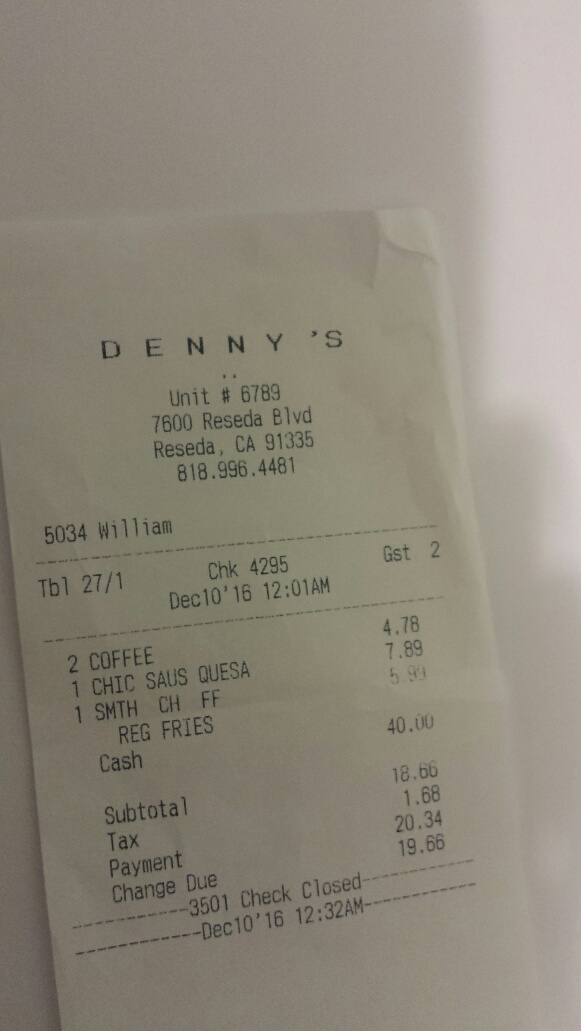 DENNY'S
..
Unit # 6789
7600 Reseda Blvd
Reseda, CA 91335
818.996.4481
5034 William
Tbl 27/1 Chk 4295 Gst 2
Dec10'16 12:01AM
2 COFFEE 4.78
1 CHIC SAUS QUESA 7.89
1 SMTH CH FF 5.99
REG FRIES
Cash 40.00
Subtotal 18.66
Tax 1.68
Payment 20.34
Change Due 19.66
----------3501 Check Closed----------
-----------Dec10'16 12:32AM----------